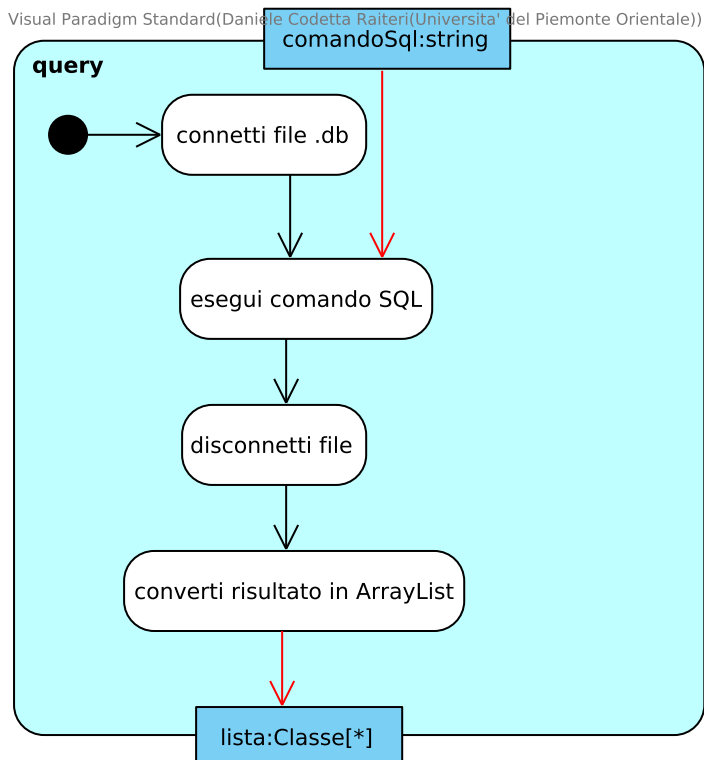 Visual Paradigm Standard(Daniele Codetta Raiteri(Universita' del Piemonte Orientale))
comandoSql:string
query
connetti file .db
esegui comando SQL
disconnetti file
converti risultato in ArrayList
lista:Classe[*]